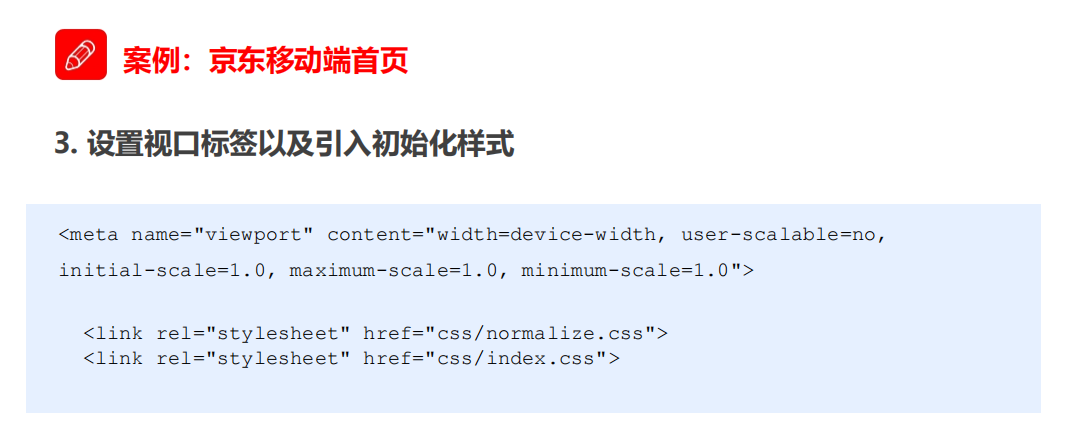 案例：京东移动端首页
3. 设置视口标签以及引入初始化样式
<meta name="viewport" content="width=device-width, user-scalable=no,
initial-scale=1.0, maximum-scale=1.0, minimum-scale=1.0">
<link rel="stylesheet" href="css/normalize.css">
<link rel="stylesheet" href="css/index.css">